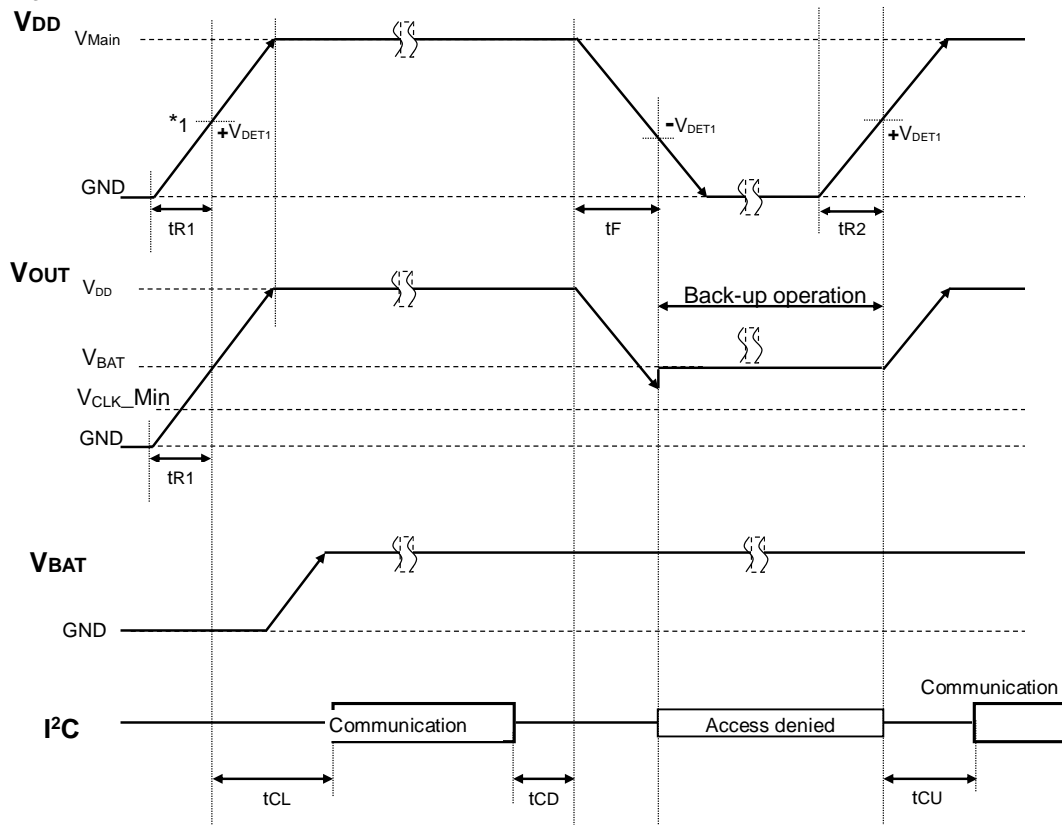 VDD
VMain
*1
+VDET1
-VDET1
+VDET1
GND
tR1
tF
tR2
VOUT
VDD
Back-up operation
VBAT
VCLK_Min
GND
tR1
VBAT
GND
Communication
I²C
Communication
Access denied
tCL
tCD
tCU